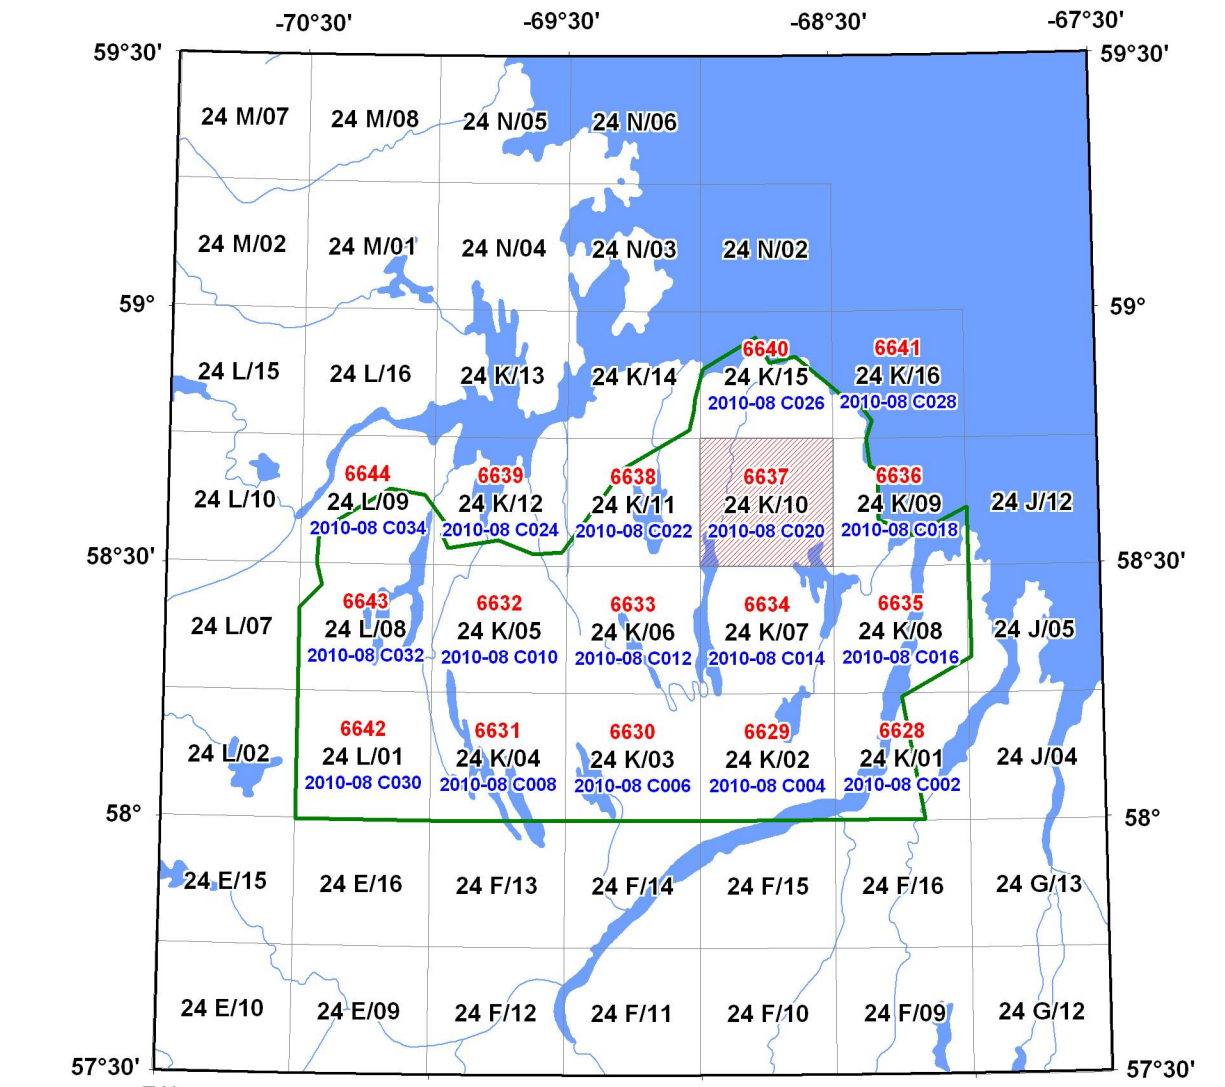 -70°30' -69°30' -68°30' -67°30'
59°30' 59°30'
24 M/07 24 M/08 24 N/05 24 N/06
24 M/02 24 M/01 24 N/04 24 N/03 24 N/02
59° 59°
6640 6641
24 L/15 24 L/16 24 K/13 24 K/14 24 K/15 24 K/16
2010-08 C026 2010-08 C028
6644 6639 6638 6637 6636
24 L/10 24 L/09 24 K/12 24 K/11 24 K/10 24 K/09 24 J/12
2010-08 C034 2010-08 C024 2010-08 C022 2010-08 C020 2010-08 C018
58°30' 58°30'
6643 6632 6633 6634 6635
24 L/07 24 L/08 24 K/05 24 K/06 24 K/07 24 K/08 24 J/05
2010-08 C032 2010-08 C010 2010-08 C012 2010-08 C014 2010-08 C016
6642 6631 6630 6629 6628
24 L/02 24 L/01 24 K/04 24 K/03 24 K/02 24 K/01 24 J/04
2010-08 C030 2010-08 C008 2010-08 C006 2010-08 C004 2010-08 C002
58° 58°
24 E/15 24 E/16 24 F/13 24 F/14 24 F/15 24 F/16 24 G/13
24 E/10 24 E/09 24 F/12 24 F/11 24 F/10 24 F/09 24 G/12
57°30' 57°30'